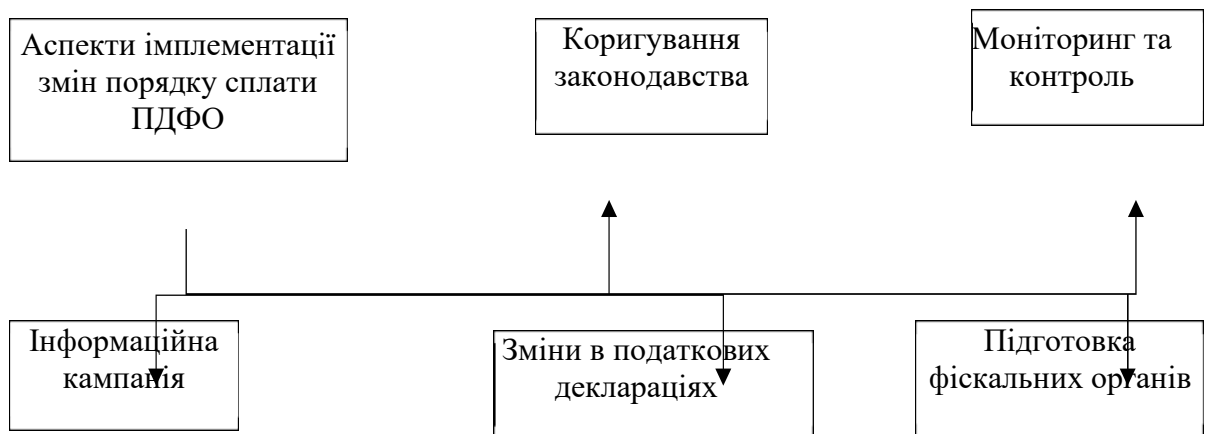 Аспекти імплементації
змін порядку сплати
ПДФО
Коригування
законодавства
Моніторинг та
контроль
Інформаційна
кампанія
Зміни в податкових
деклараціях
Підготовка
фіскальних органів